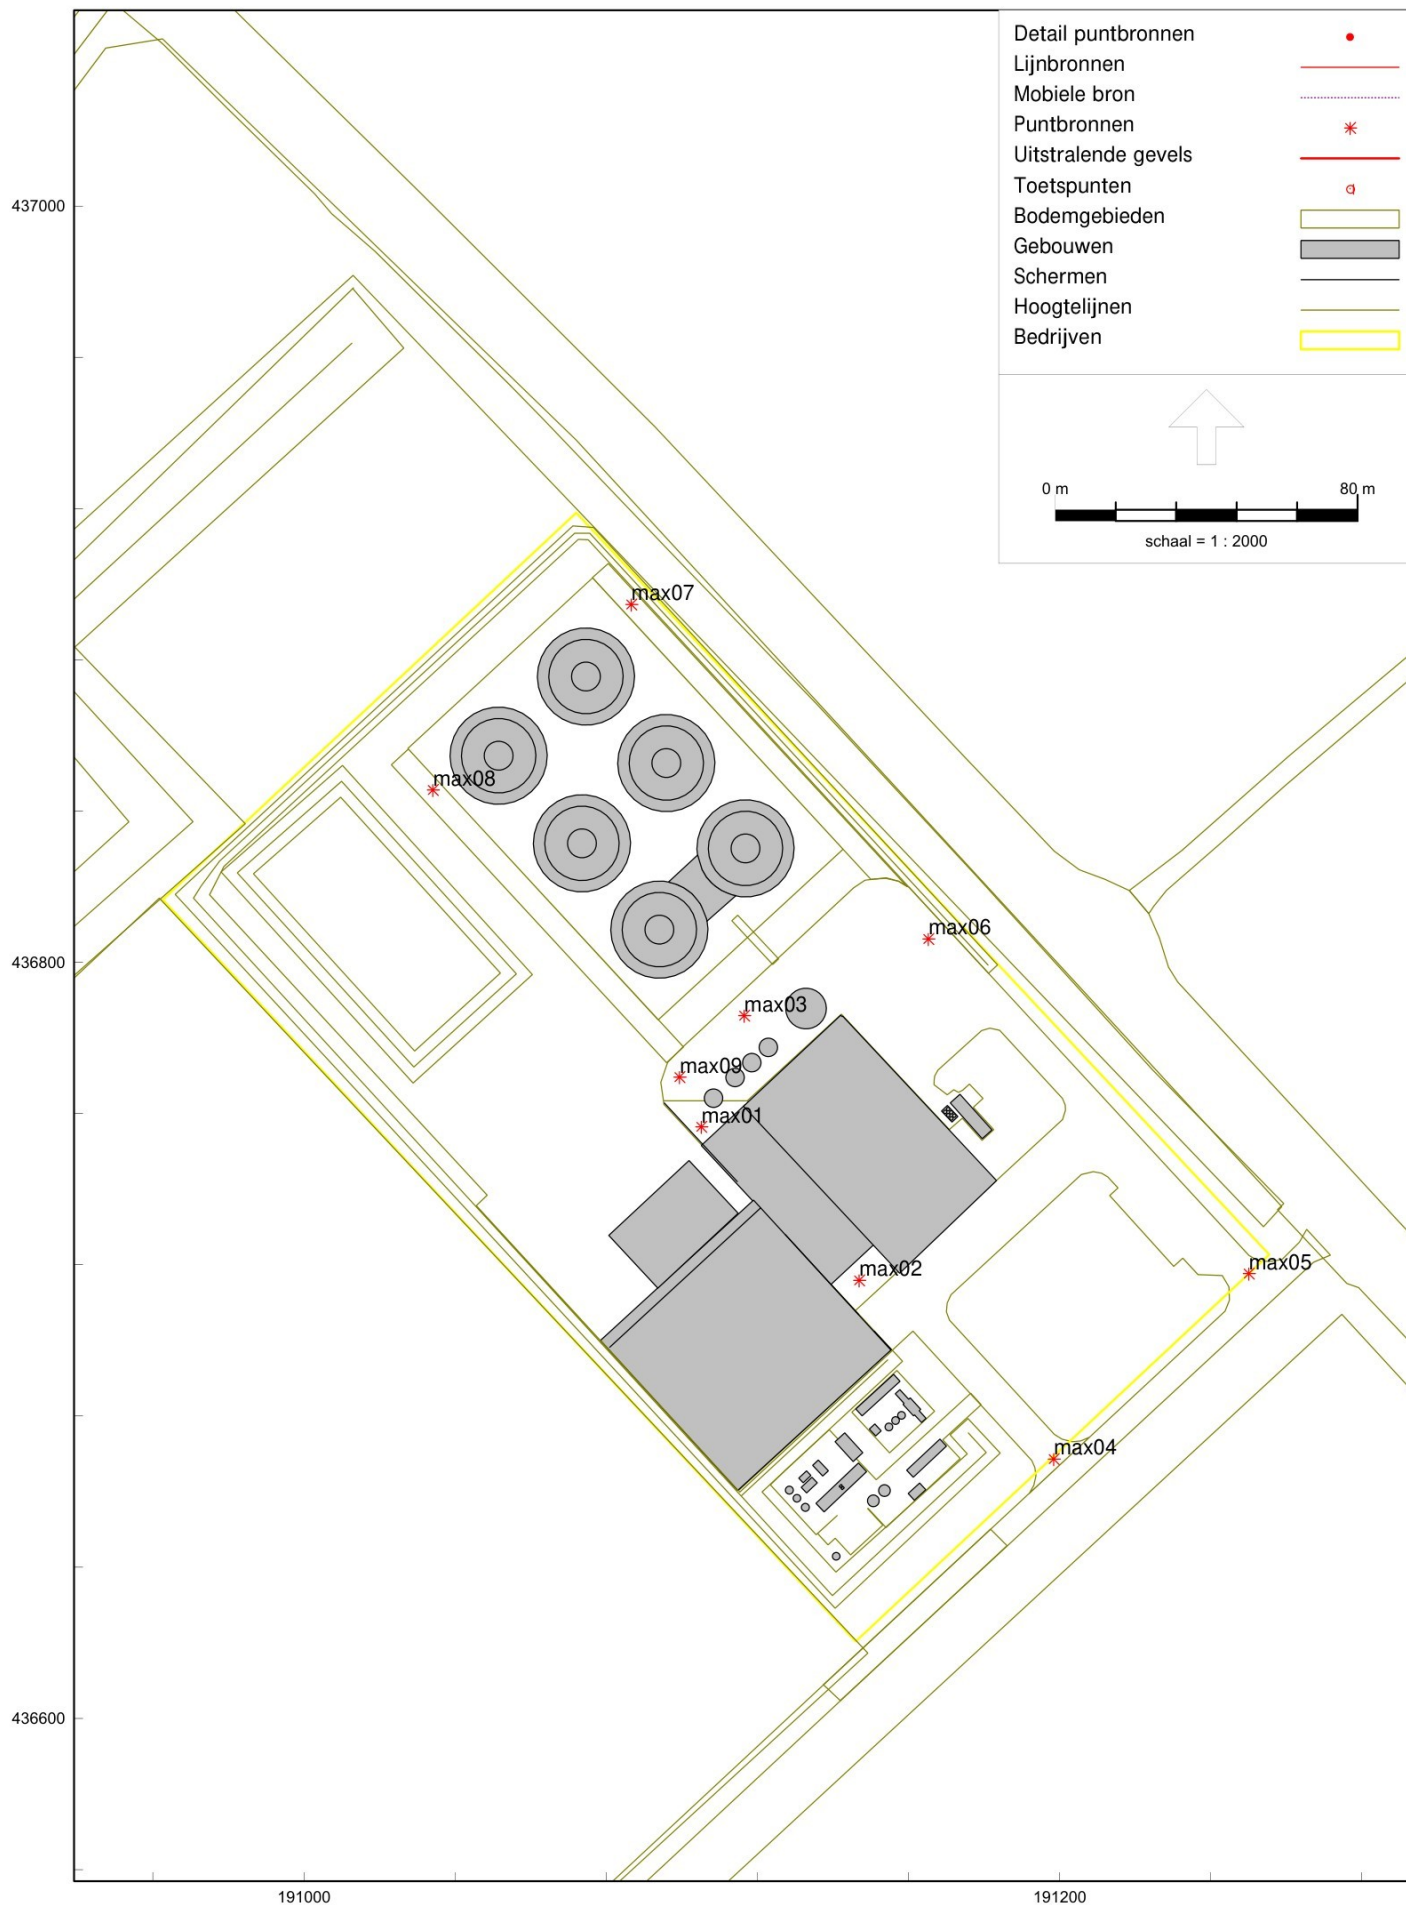 Detail puntbronnen
Lijnbronnen
Mobiele bron
Puntbronnen
Uitstralende gevels
Toetspunten
Bodemgebieden
Gebouwen
Schermen
Hoogtelijnen
Bedrijven
0 m 80 m
schaal = 1 : 2000
437000
max07
max08
max06
436800
max03
max09
max01
max02
max05
max04
436600
191000 191200